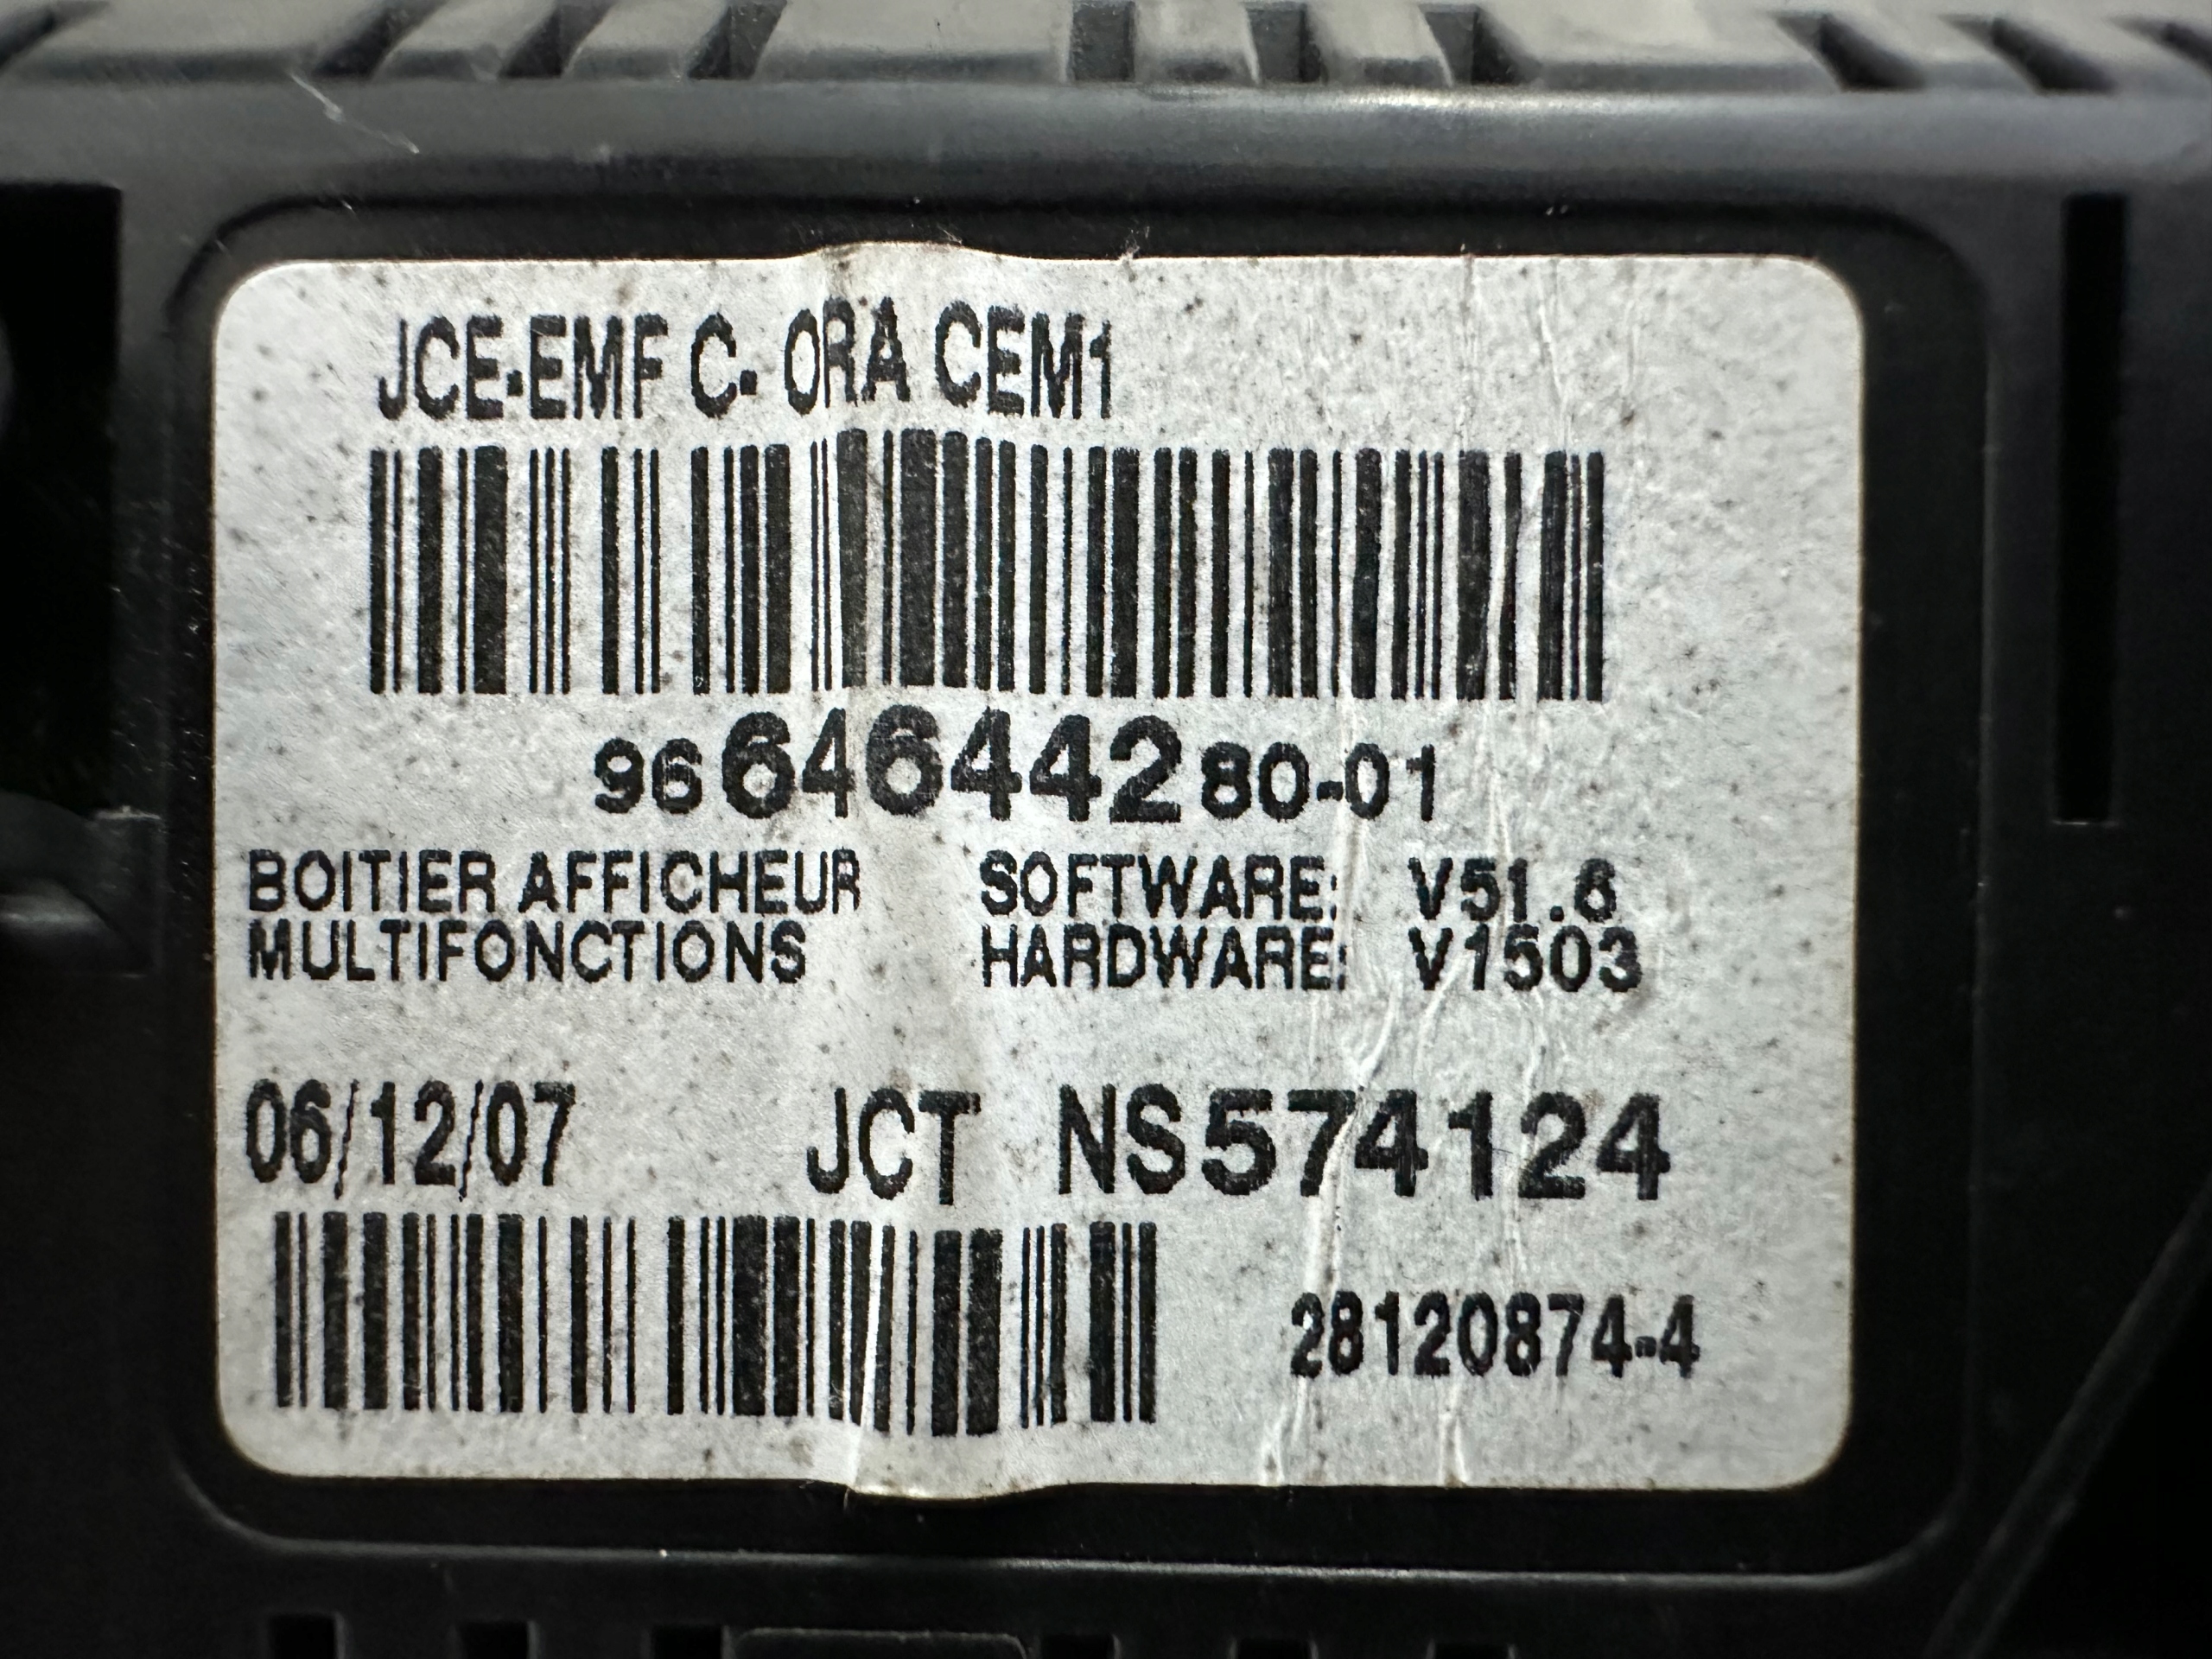 JCE-EMF C- ORA CEM1
9664644280-01
BOITIER AFFICHEUR SOFTWARE: V51.6
MULTIFONCTIONS HARDWARE: V1503
06/12/07 JCT NS574124
28120874-4